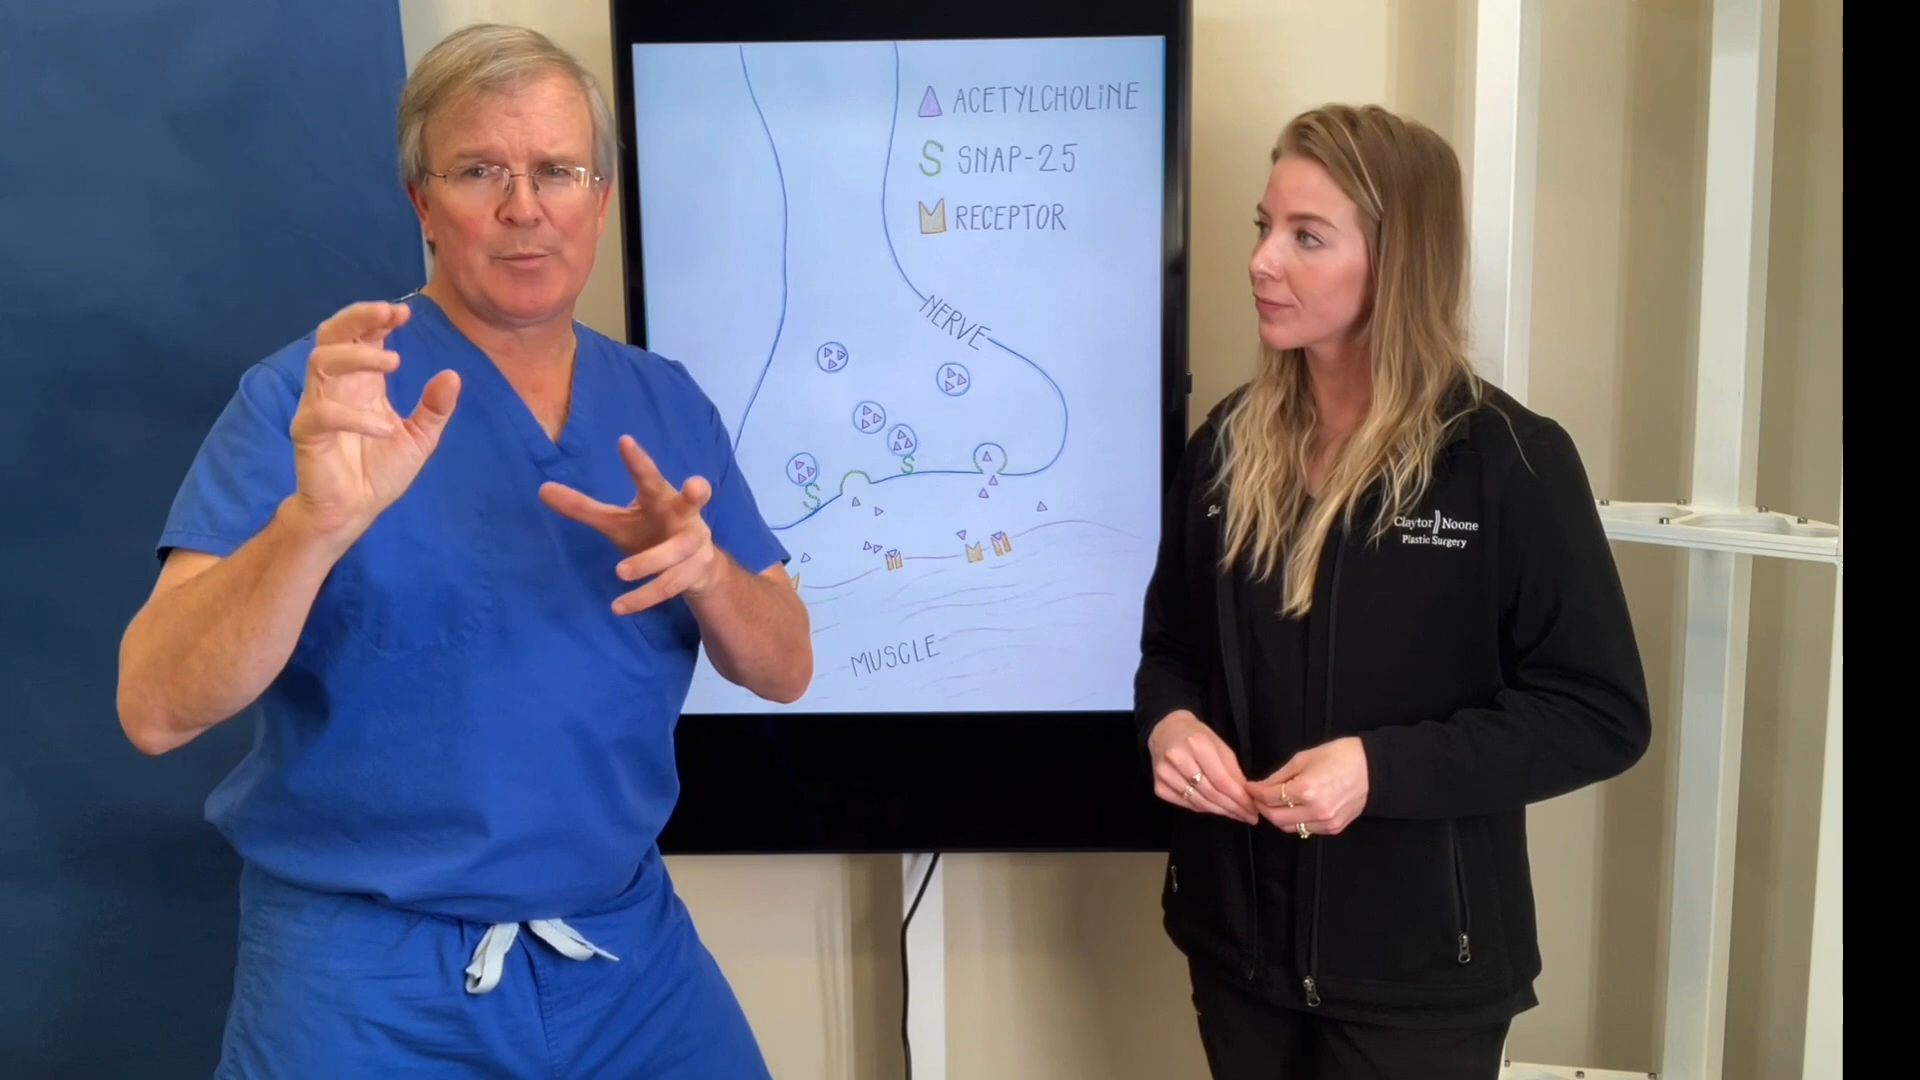 ACETYLCHOLINE
SNAP-25
RECEPTOR
NERVE
MUSCLE
Claytor Noone
Plastic Surgery